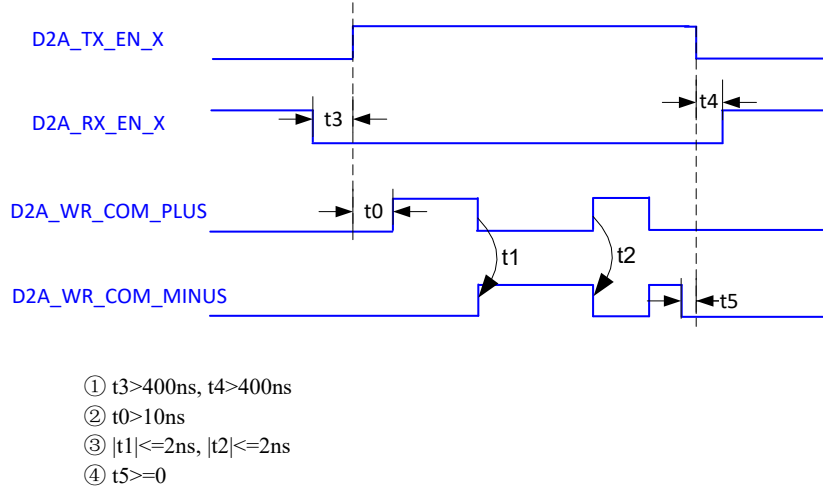 D2A_TX_EN_X
t4
t3
D2A_RX_EN_X
t0
D2A_WR_COM_PLUS
t1
t2
D2A_WR_COM_MINUS
t5
① t3>400ns, t4>400ns
② t0>10ns
③ |t1|<=2ns, |t2|<=2ns
④ t5>=0